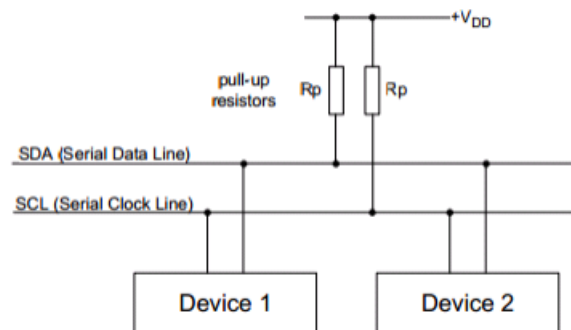 +VDD
pull-up
resistors
Rp
Rp
SDA (Serial Data Line)
SCL (Serial Clock Line)
Device 1
Device 2